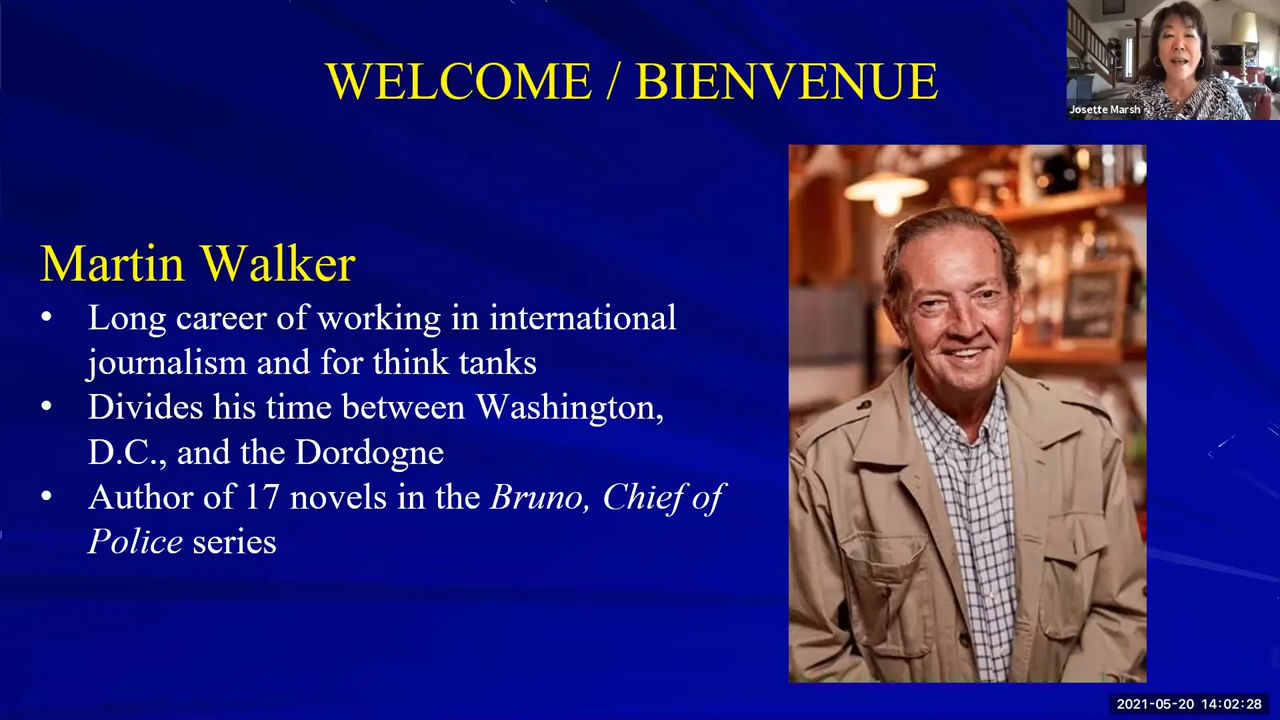 WELCOME / BIENVENUE
Josette Marsh
Martin Walker
• Long career of working in international
journalism and for think tanks
• Divides his time between Washington,
D.C., and the Dordogne
• Author of 17 novels in the Bruno, Chief of
Police series
2021-05-20 14:02:28